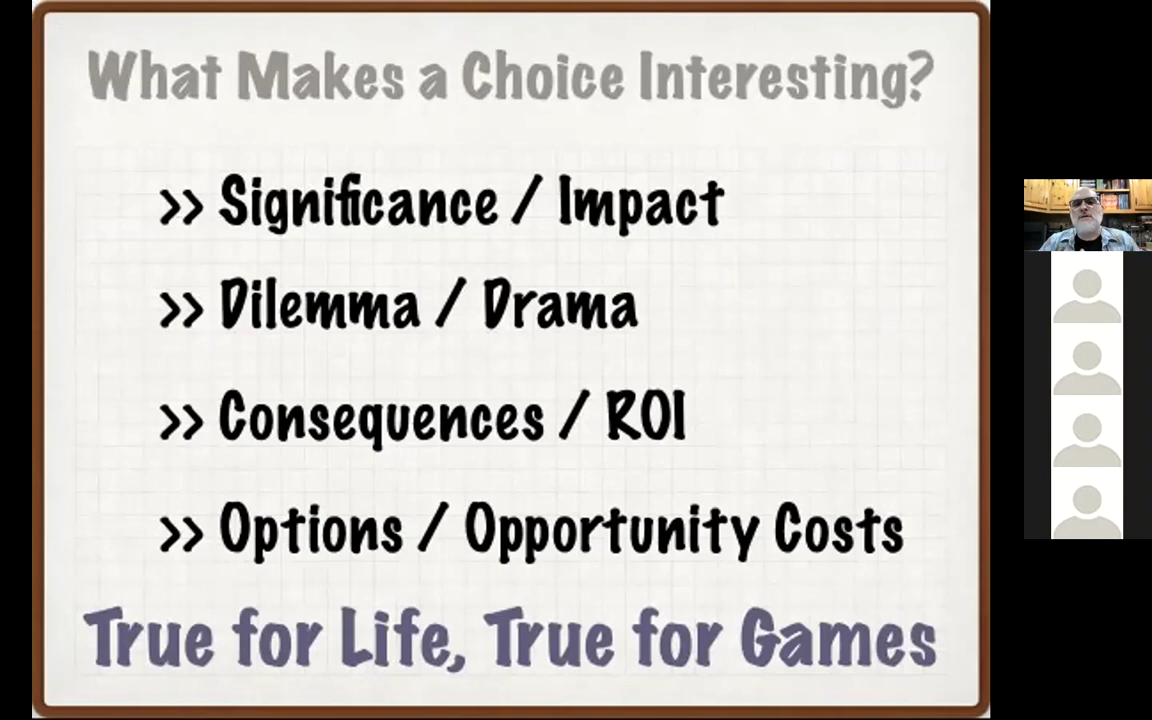 What Makes a Choice Interesting?
>> Significance / Impact
>> Dilemma / Drama
>> Consequences / ROI
>> Options / Opportunity Costs
True for Life, True for Games